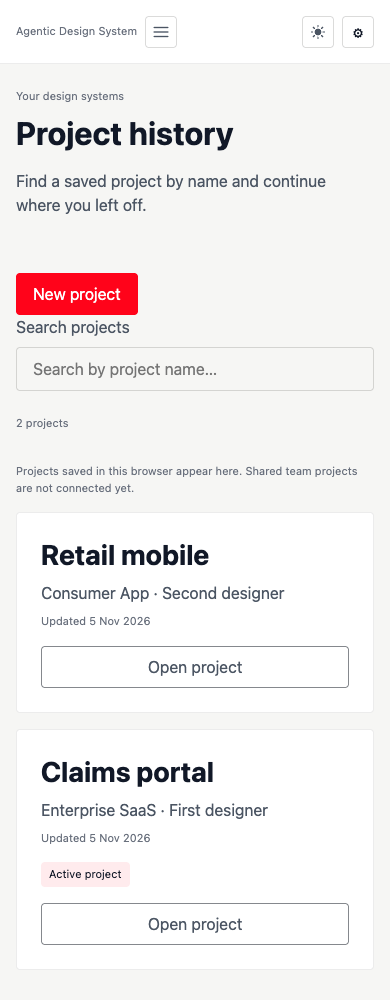 Agentic Design System
Your design systems
Project history
Find a saved project by name and continue
where you left off.
New project
Search projects
Search by project name...
2 projects
Projects saved in this browser appear here. Shared team projects
are not connected yet.
Retail mobile
Consumer App · Second designer
Updated 5 Nov 2026
Open project
Claims portal
Enterprise SaaS · First designer
Updated 5 Nov 2026
Active project
Open project